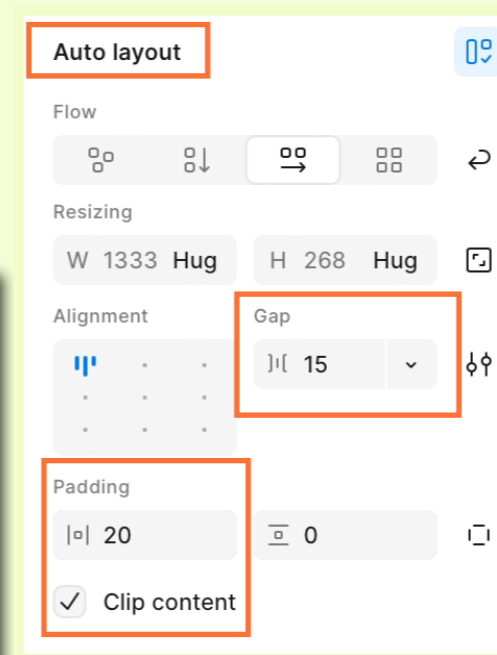 Auto layout
Flow
Resizing
W 1333 Hug H 268 Hug
Alignment Gap
15
Padding
20 0
Clip content